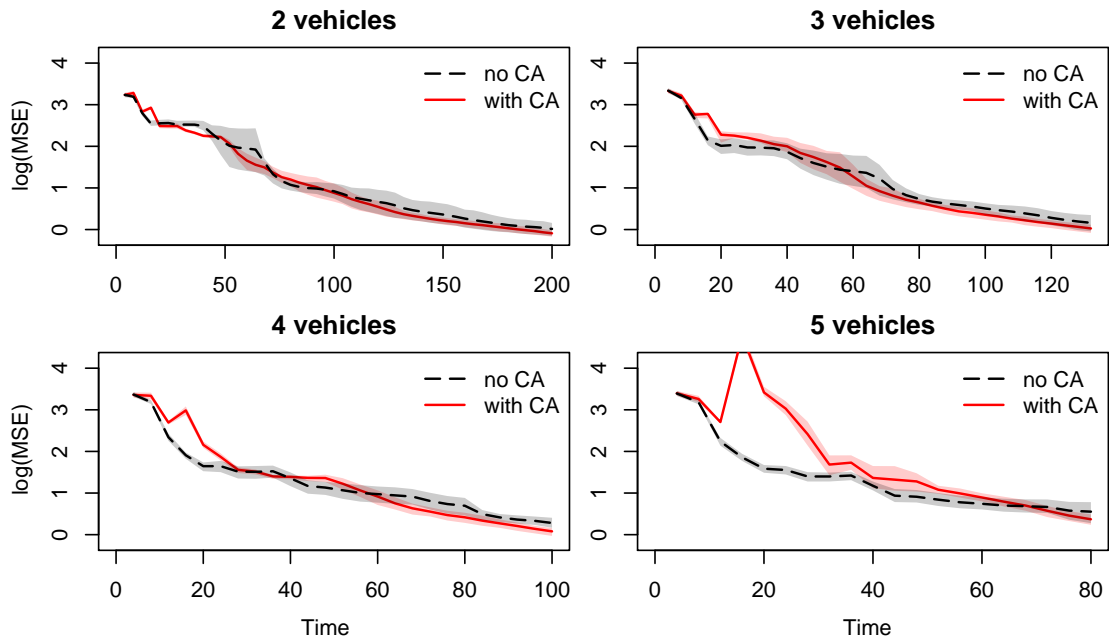 2 vehicles
log(MSE)
4
3
2
1
0
no CA
with CA
0 50 100 150 200
3 vehicles
4
3
2
1
0
no CA
with CA
0 20 40 60 80 100 120
4 vehicles
log(MSE)
4
3
2
1
0
no CA
with CA
0 20 40 60 80 100
Time
5 vehicles
4
3
2
1
0
no CA
with CA
0 20 40 60 80
Time